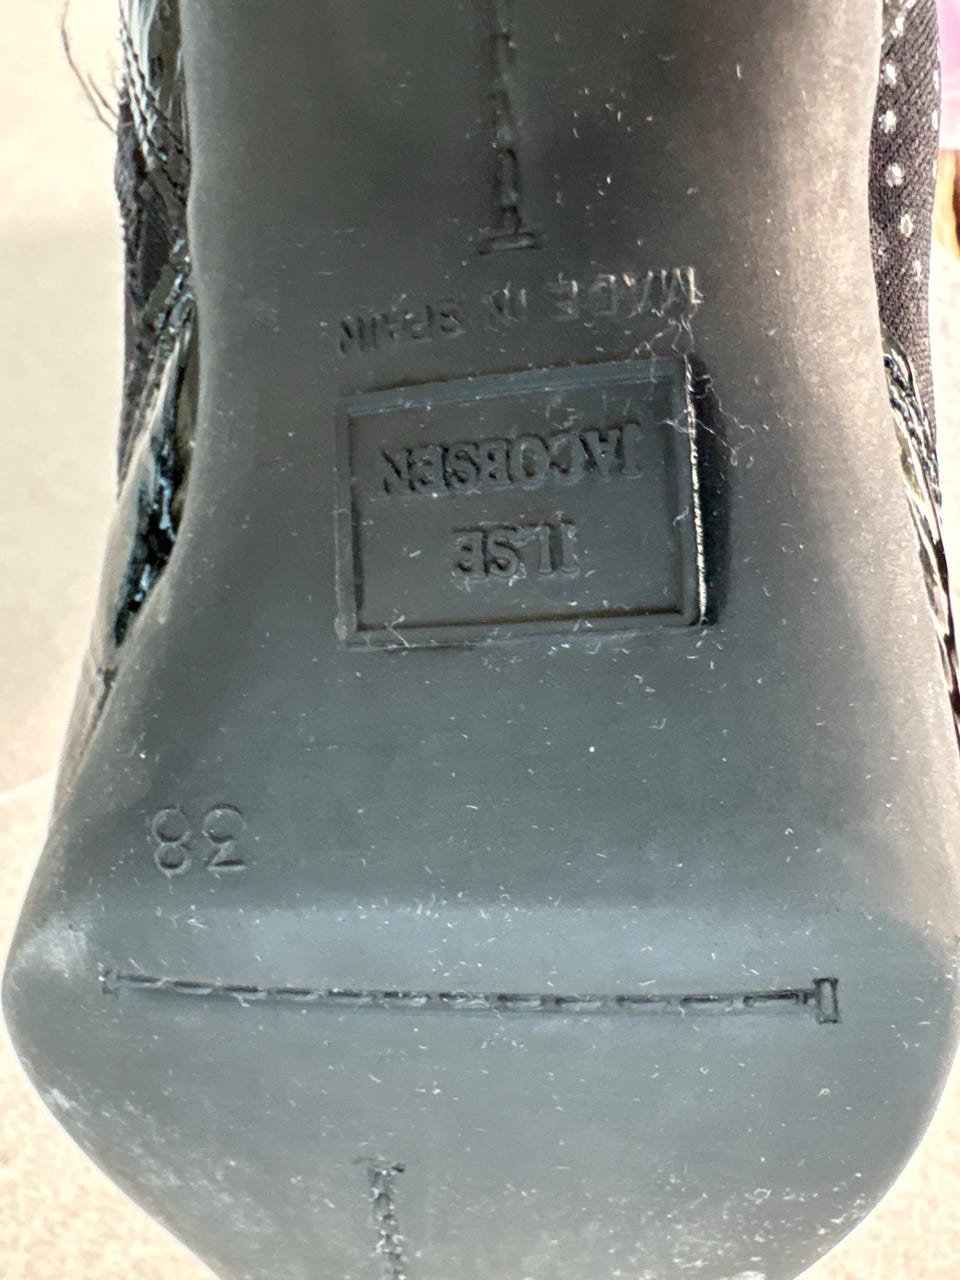 38
ILSE
JACOBSEN
MADE IN SPAIN